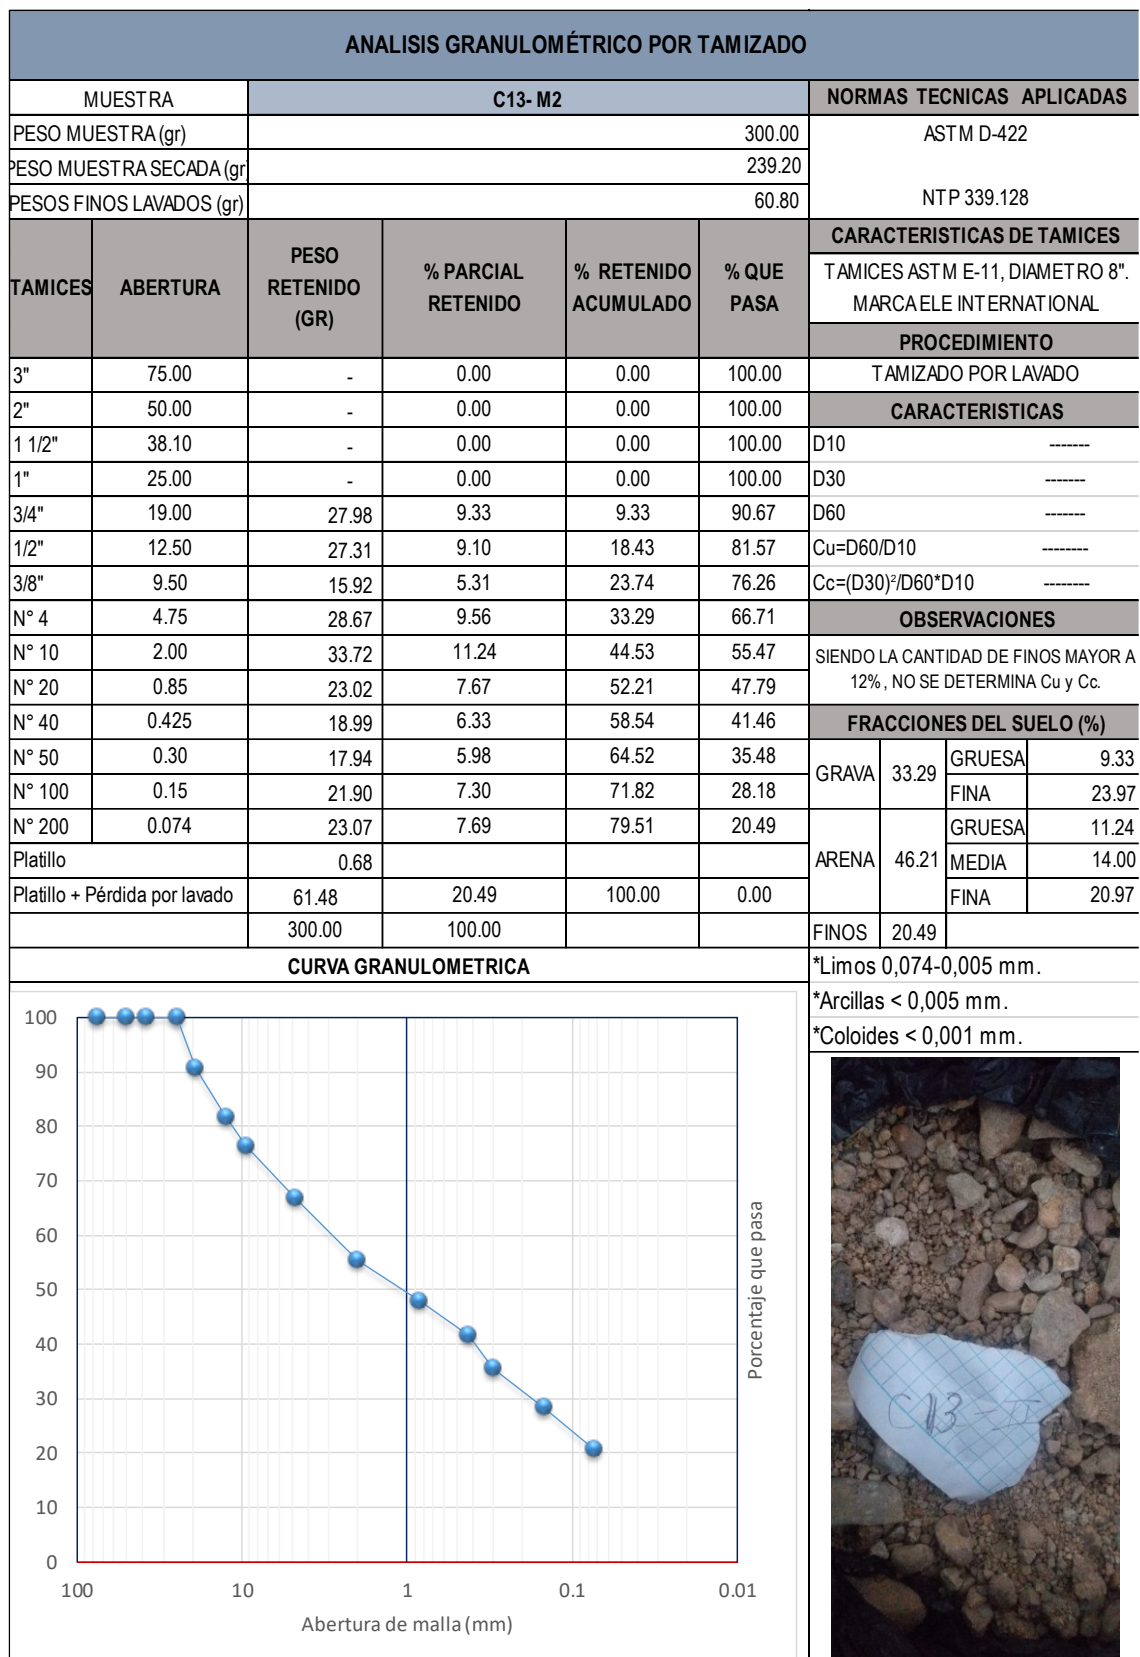 ANALISIS GRANULOMÉTRICO POR TAMIZADO
MUESTRA C13- M2 NORMAS TECNICAS APLICADAS
PESO MUESTRA (gr) 300.00 ASTM D-422
PESO MUESTRA SECADA (gr 239.20
PESOS FINOS LAVADOS (gr) 60.80 NTP 339.128
TAMICES ABERTURA PESO RETENIDO (GR) % PARCIAL RETENIDO % RETENIDO ACUMULADO % QUE PASA
CARACTERISTICAS DE TAMICES
TAMICES ASTM E-11, DIAMETRO 8".
MARCA ELE INTERNATIONAL
PROCEDIMIENTO
3" 75.00 - 0.00 0.00 100.00 TAMIZADO POR LAVADO
2" 50.00 - 0.00 0.00 100.00 CARACTERISTICAS
1 1/2" 38.10 - 0.00 0.00 100.00 D10 -------
1" 25.00 - 0.00 0.00 100.00 D30 -------
3/4" 19.00 27.98 9.33 9.33 90.67 D60 -------
1/2" 12.50 27.31 9.10 18.43 81.57 Cu=D60/D10 --------
3/8" 9.50 15.92 5.31 23.74 76.26 Cc=(D30)²/D60*D10 --------
N° 4 4.75 28.67 9.56 33.29 66.71 OBSERVACIONES
N° 10 2.00 33.72 11.24 44.53 55.47 SIENDO LA CANTIDAD DE FINOS MAYOR A
N° 20 0.85 23.02 7.67 52.21 47.79 12%, NO SE DETERMINA Cu y Cc.
N° 40 0.425 18.99 6.33 58.54 41.46 FRACCIONES DEL SUELO (%)
N° 50 0.30 17.94 5.98 64.52 35.48 GRAVA 33.29 GRUESA 9.33
N° 100 0.15 21.90 7.30 71.82 28.18 FINA 23.97
N° 200 0.074 23.07 7.69 79.51 20.49 GRUESA 11.24
Platillo 0.68 ARENA 46.21 MEDIA 14.00
Platillo + Pérdida por lavado 61.48 20.49 100.00 0.00 FINA 20.97
300.00 100.00 FINOS 20.49
CURVA GRANULOMETRICA
*Limos 0,074-0,005 mm.
*Arcillas < 0,005 mm.
*Coloides < 0,001 mm.
100
90
80
70
60
50
40
30
20
10
0
100 10 1 0.1 0.01
Abertura de malla (mm)
Porcentaje que pasa
C13 II